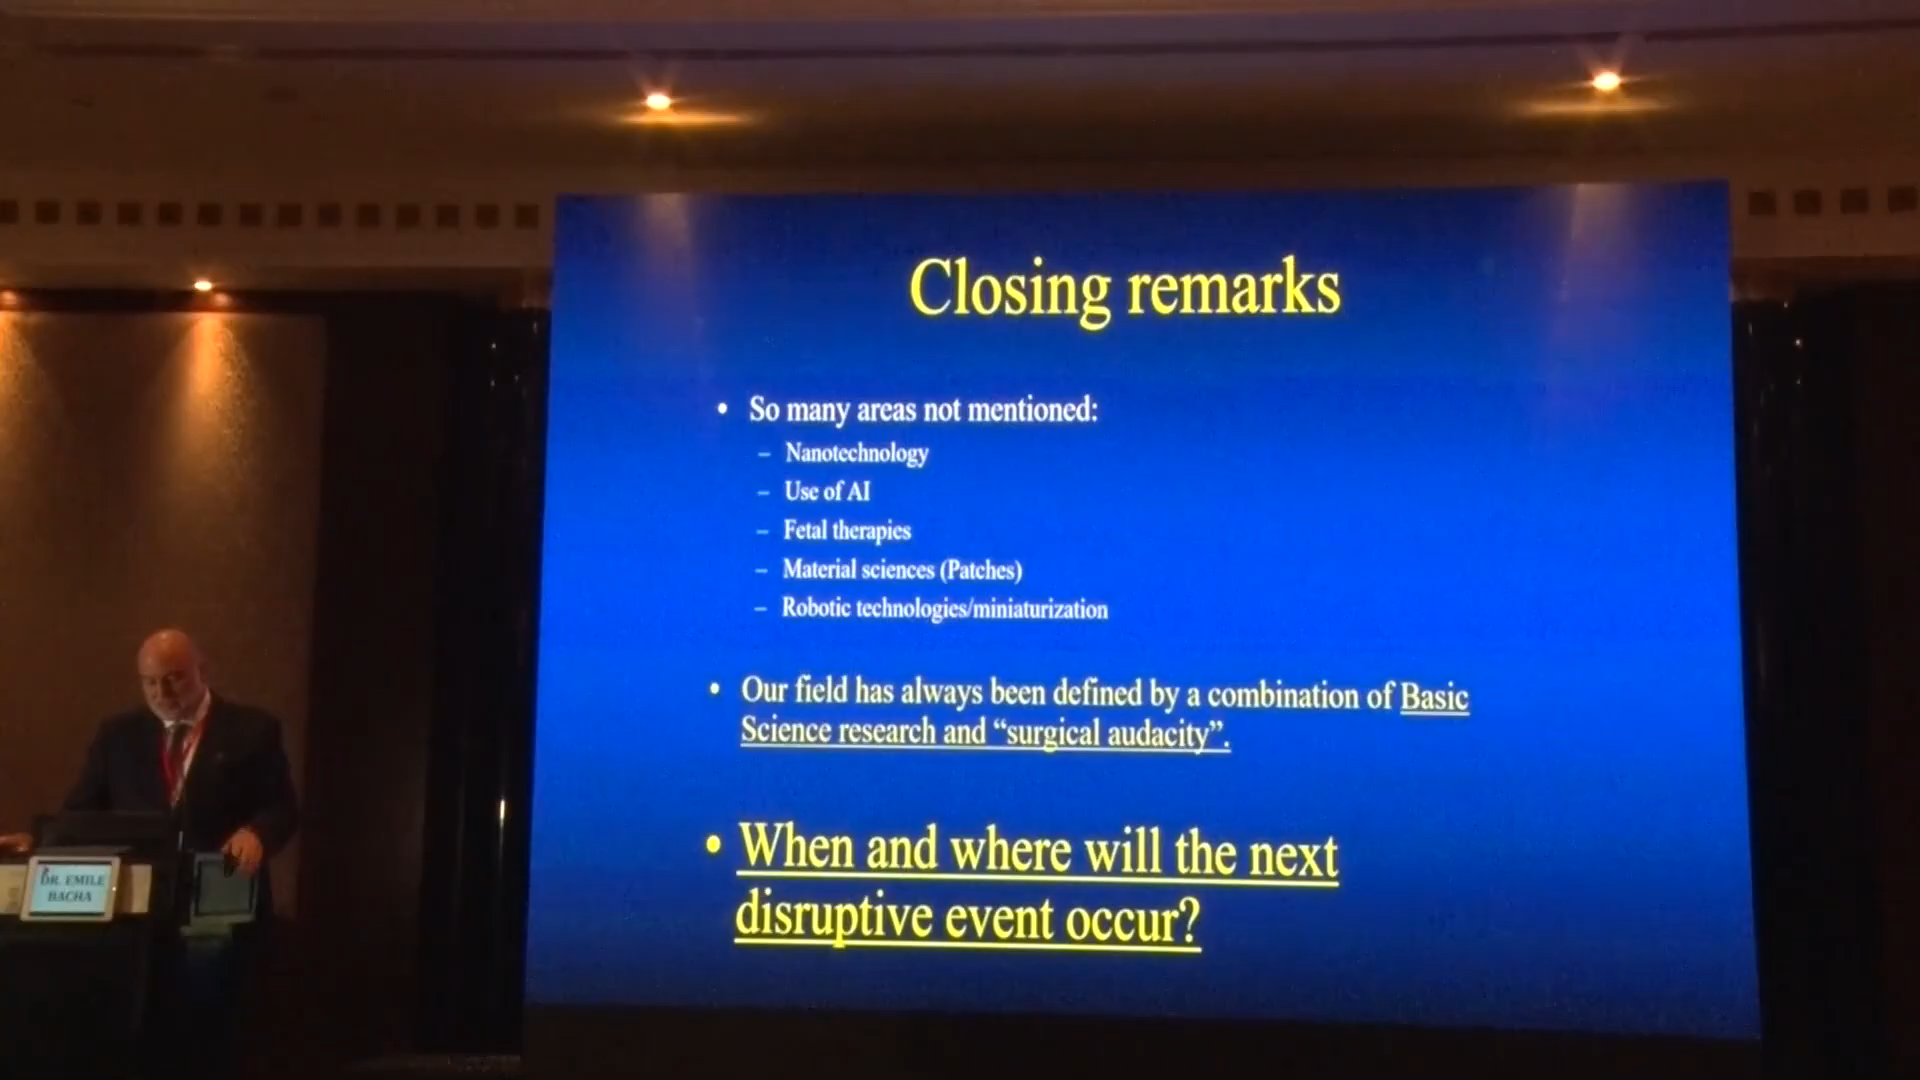 Closing remarks
• So many areas not mentioned:
– Nanotechnology
– Use of AI
– Fetal therapies
– Material sciences (Patches)
– Robotic technologies/miniaturization
• Our field has always been defined by a combination of Basic
Science research and “surgical audacity”.
• When and where will the next
disruptive event occur?
DR. EMILE
BACHA